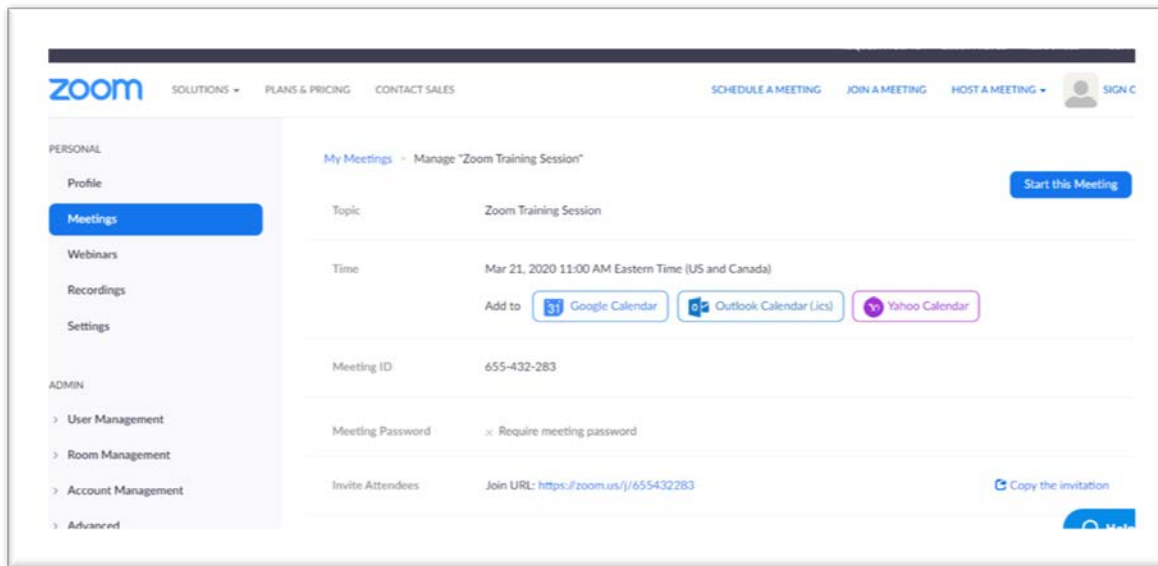 zoom SOLUTIONS PLANS & PRICING CONTACT SALES SCHEDULE A MEETING JOIN A MEETING HOST A MEETING SIGN
PERSONAL
Profile
Meetings
Webinars
Recordings
Settings
ADMIN
> User Management
> Room Management
> Account Management
> Advanced
My Meetings > Manage "Zoom Training Session"
Start this Meeting
Topic Zoom Training Session
Time Mar 21, 2020 11:00 AM Eastern Time (US and Canada)
Add to 31 Google Calendar Outlook Calendar (.ics) Yahoo Calendar
Meeting ID 655-432-283
Meeting Password × Require meeting password
Invite Attendees Join URL: https://zoom.us/j/655432283 Copy the invitation
Help